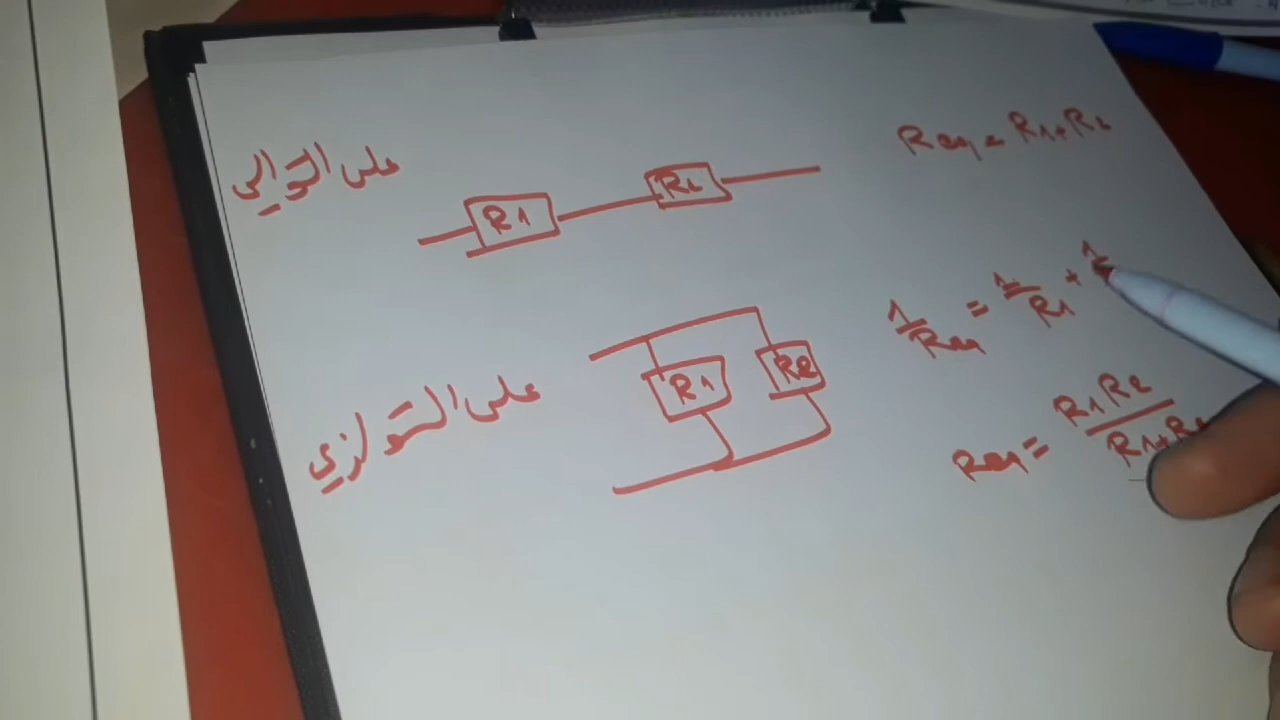 على التوالي
R1
R2
Req = R1+R2
على التوازي
R1
R2
1/Req = 1/R1 + 1
Req = R1R2/R1+R2